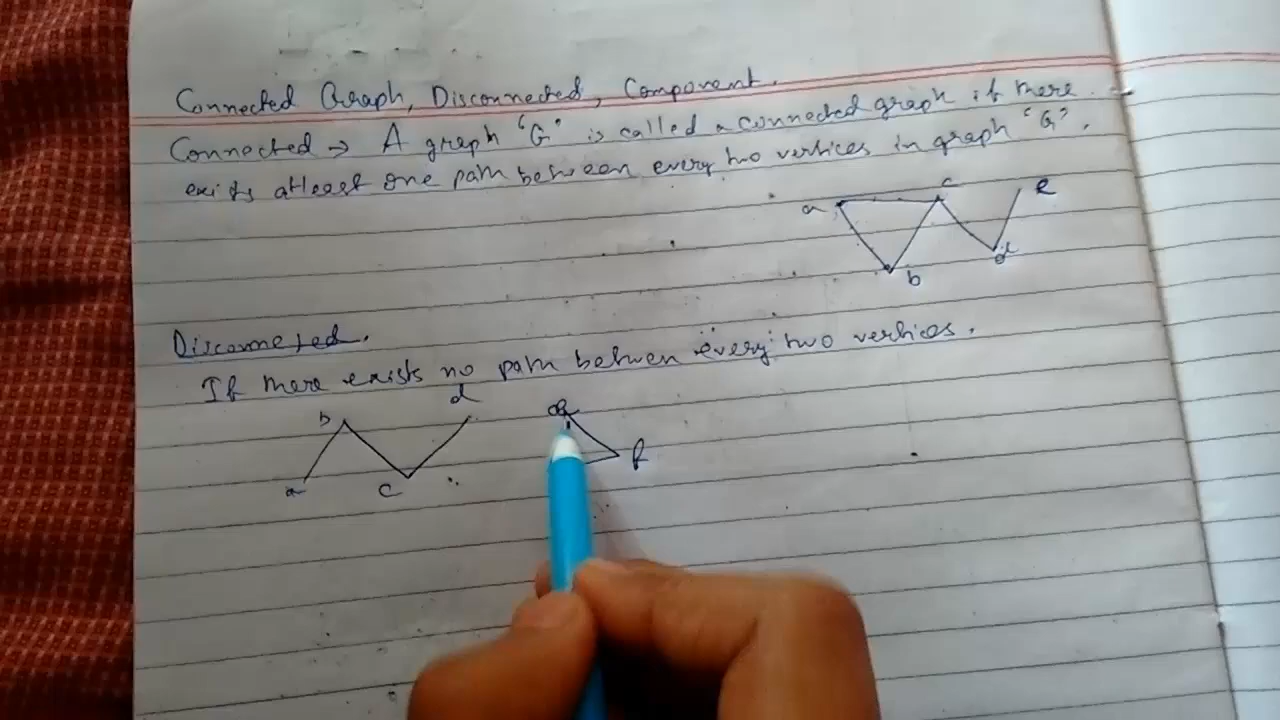 Connected Graph, Disconnected, Component.
Connected → A graph 'G' is called a connected graph if there
exists atleast one path between every two vertices in graph 'G'.
a c e
b d
Disconnected.
If there exists no path between every two vertices.
b d
a c f